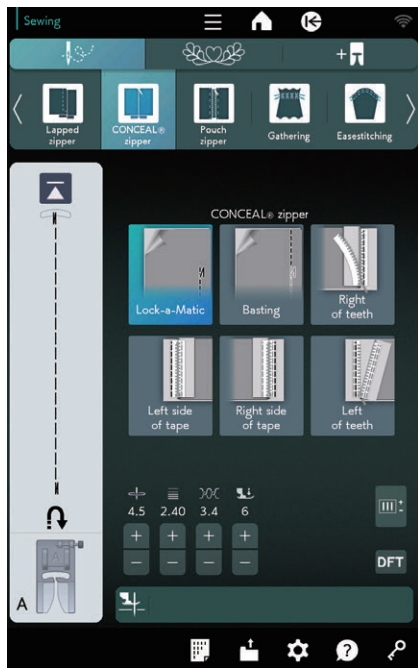 Sewing
Lapped
zipper
CONCEAL®
zipper
Pouch
zipper
Gathering
Easestitching
CONCEAL® zipper
Lock-a-Matic
Basting
Right
of teeth
Left side
of tape
Right side
of tape
Left
of teeth
4.5 2.40 3.4 6
+ + + +
− − − −
DFT
A